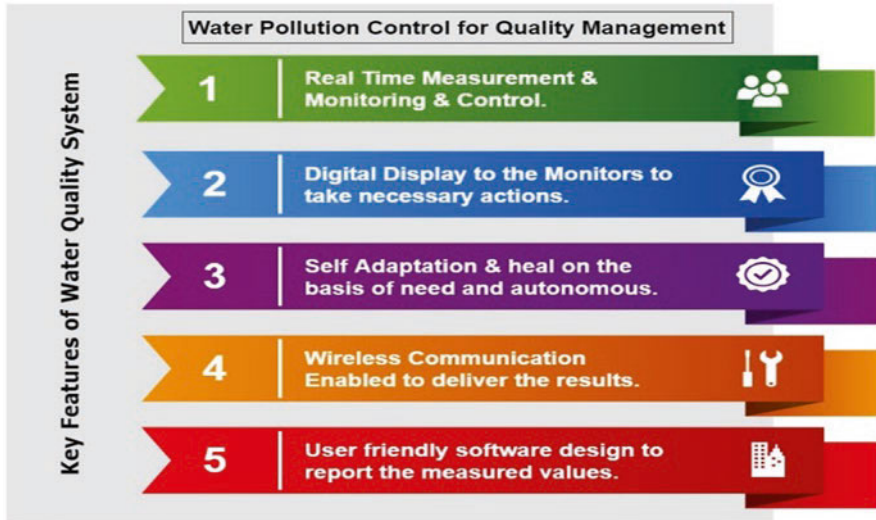 Water Pollution Control for Quality Management
Key Features of Water Quality System
1
Real Time Measurement &
Monitoring & Control.
2
Digital Display to the Monitors to
take necessary actions.
3
Self Adaptation & heal on the
basis of need and autonomous.
4
Wireless Communication
Enabled to deliver the results.
5
User friendly software design to
report the measured values.